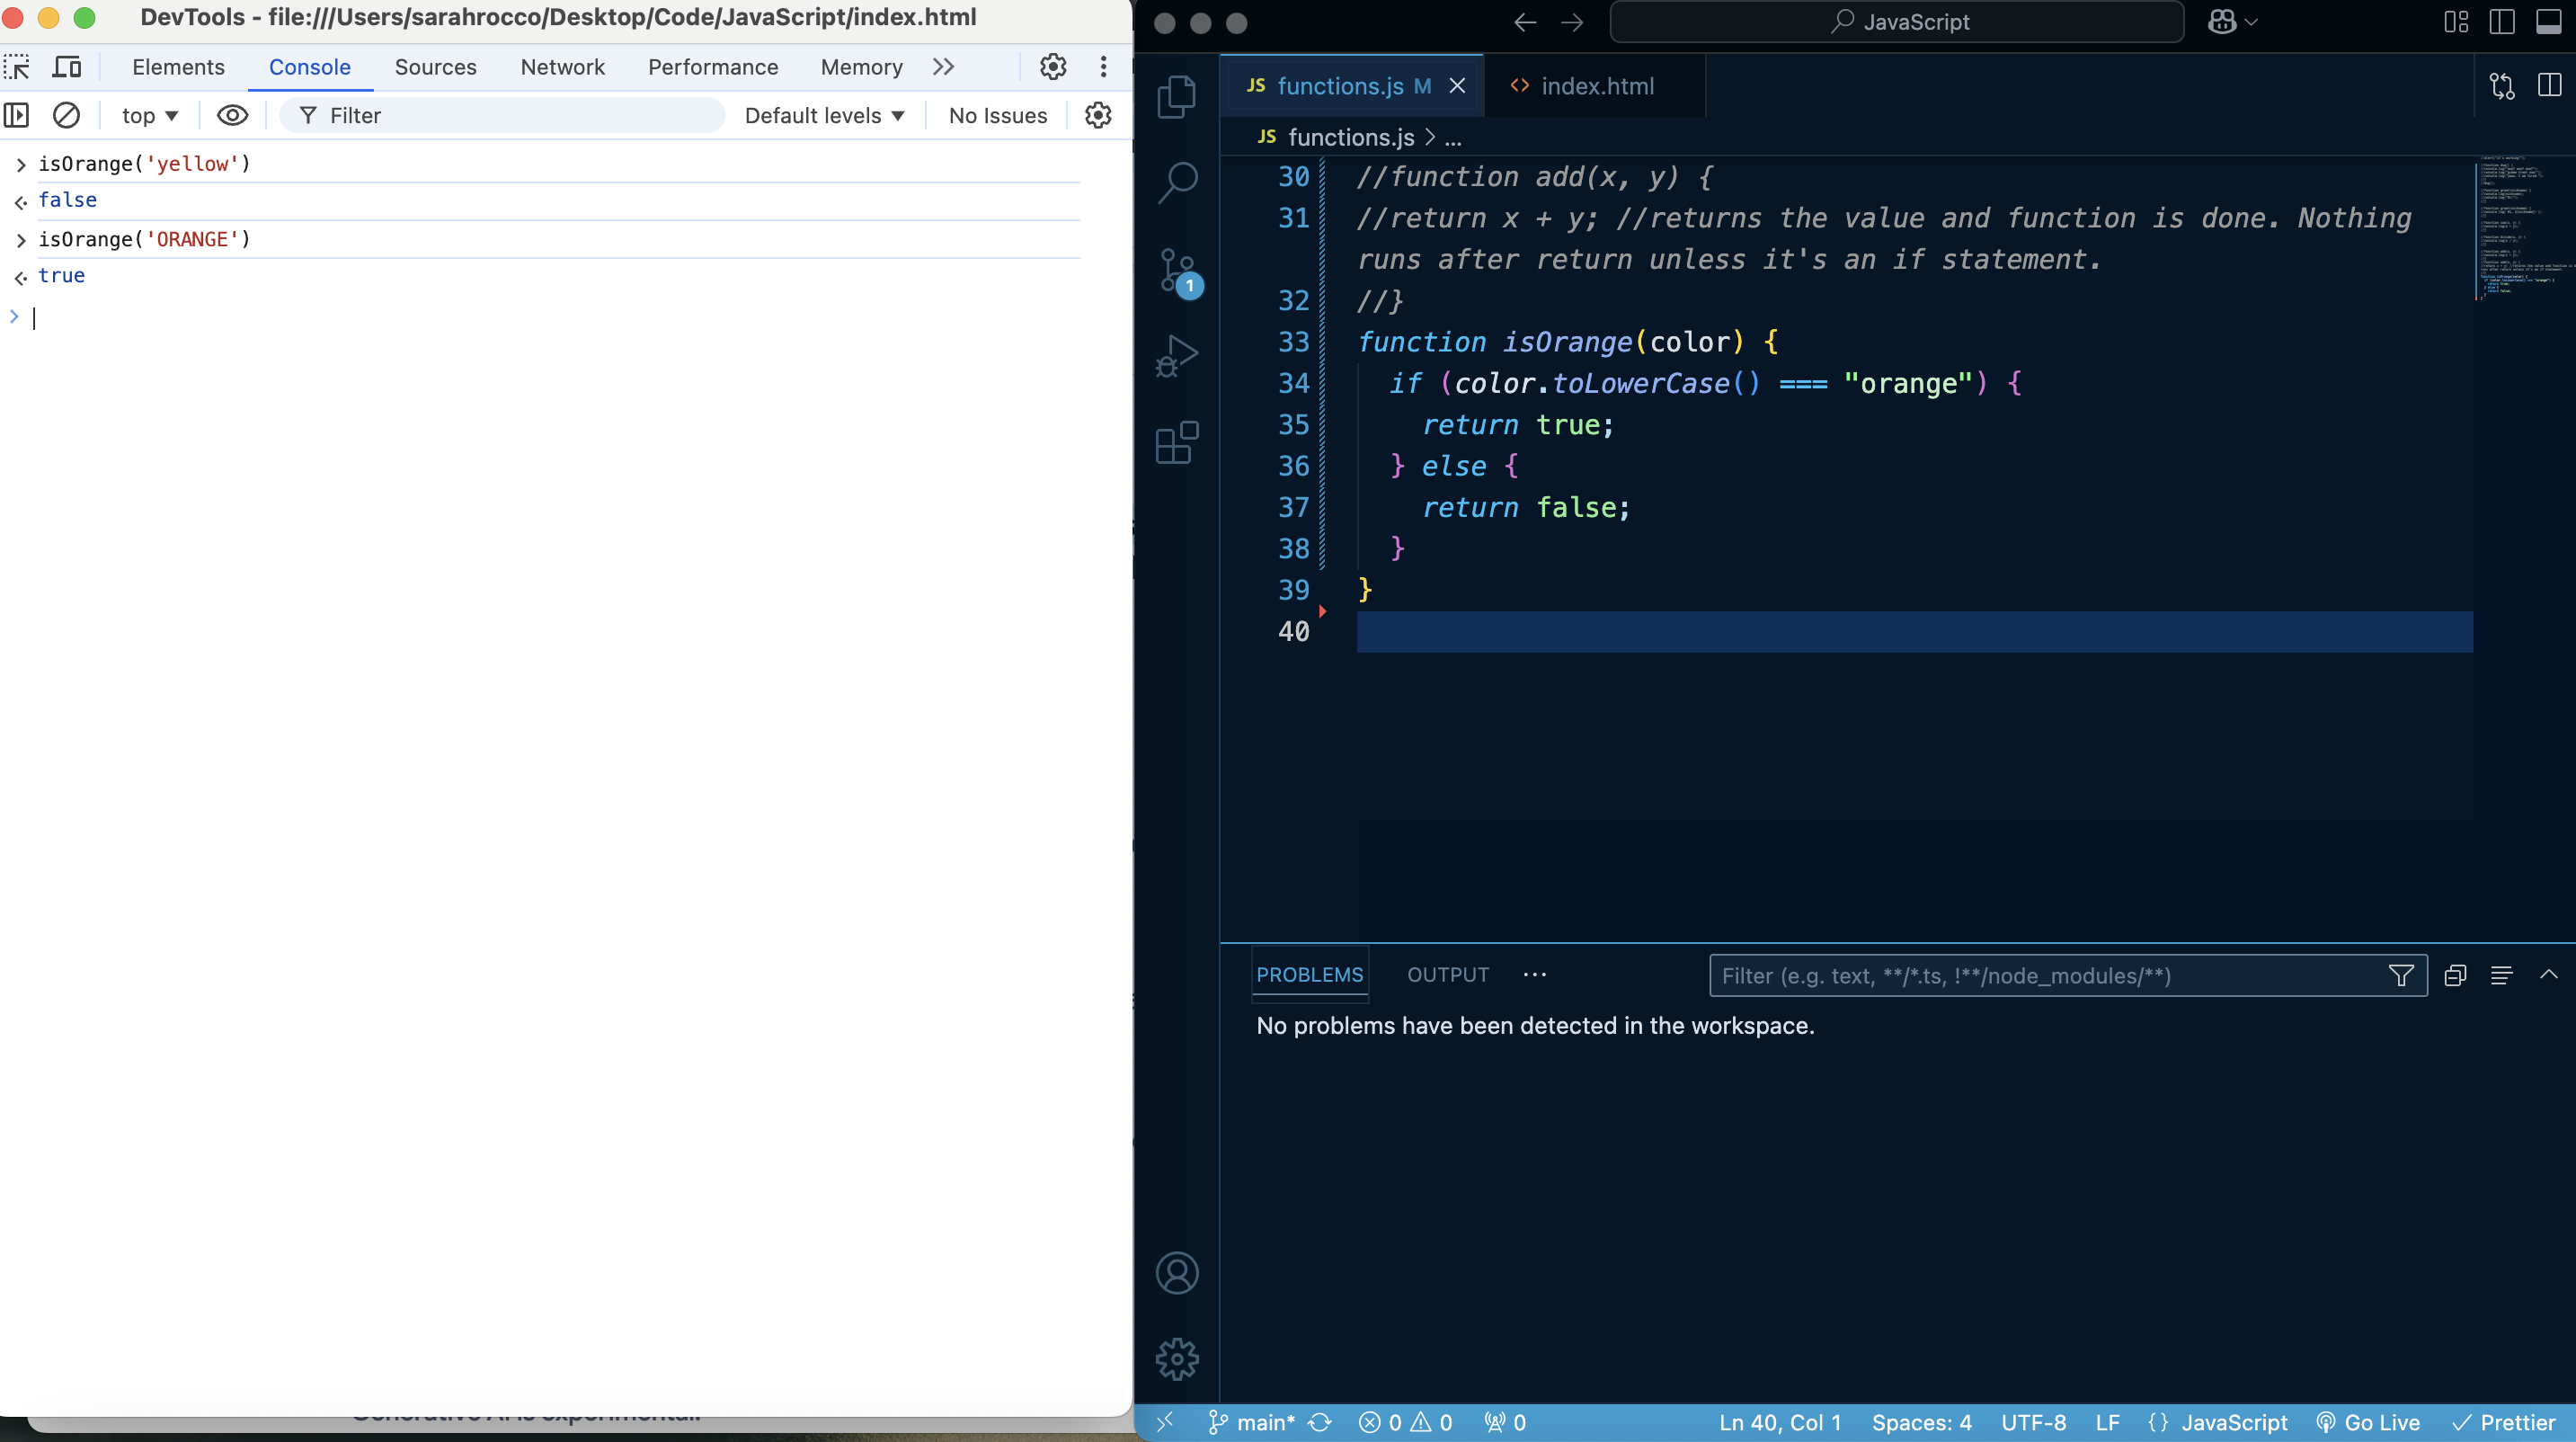 DevTools - file:///Users/sarahrocco/Desktop/Code/JavaScript/index.html
Elements Console Sources Network Performance Memory
top Filter Default levels No Issues
isOrange('yellow')
false
isOrange('ORANGE')
true
JavaScript
JS functions.js M index.html
JS functions.js > ...
30 //function add(x, y) {
31 //return x + y; //returns the value and function is done. Nothing
runs after return unless it's an if statement.
32 //}
33 function isOrange(color) {
34 if (color.toLowerCase() === "orange") {
35 return true;
36 } else {
37 return false;
38 }
39 }
40
1
PROBLEMS OUTPUT ... Filter (e.g. text, **/*.ts, !**/node_modules/**)
No problems have been detected in the workspace.
main* 0 0 0 Ln 40, Col 1 Spaces: 4 UTF-8 LF {} JavaScript Go Live Prettier